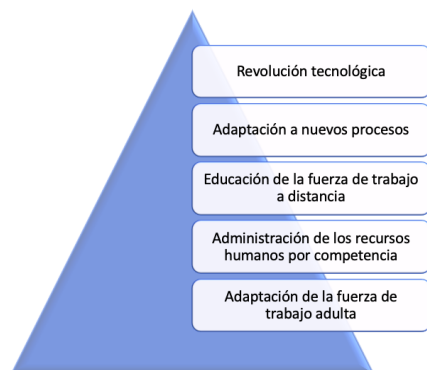 Revolución tecnológica
Adaptación a nuevos procesos
Educación de la fuerza de trabajo
a distancia
Administración de los recursos
humanos por competencia
Adaptación de la fuerza de
trabajo adulta